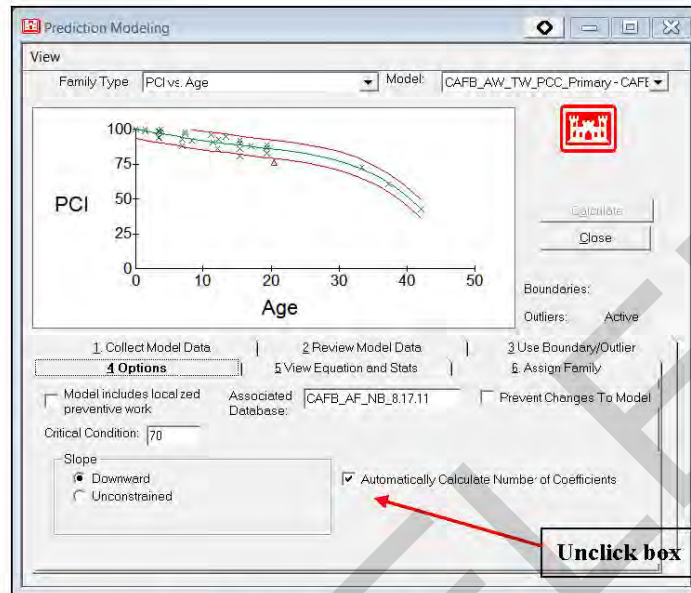 Prediction Modeling
View
Family Type PCI vs. Age Model: CAFB_AW_TW_PCC_Primary - CAFE
100
75
50
25
0
PCI
0 10 20 30 40 50
Age
Calculate
Close
Boundaries:
Outliers: Active
1. Collect Model Data | 2 Review Model Data | 3 Use Boundary/Outlier
4 Options | 5 View Equation and Stats | 6. Assign Family
Model includes local zed preventive work
Associated Database: CAFB_AF_NB_8.17.11
Prevent Changes To Model
Critical Condition: 70
Slope
Downward
Unconstrained
Automatically Calculate Number of Coefficients
Unclick box